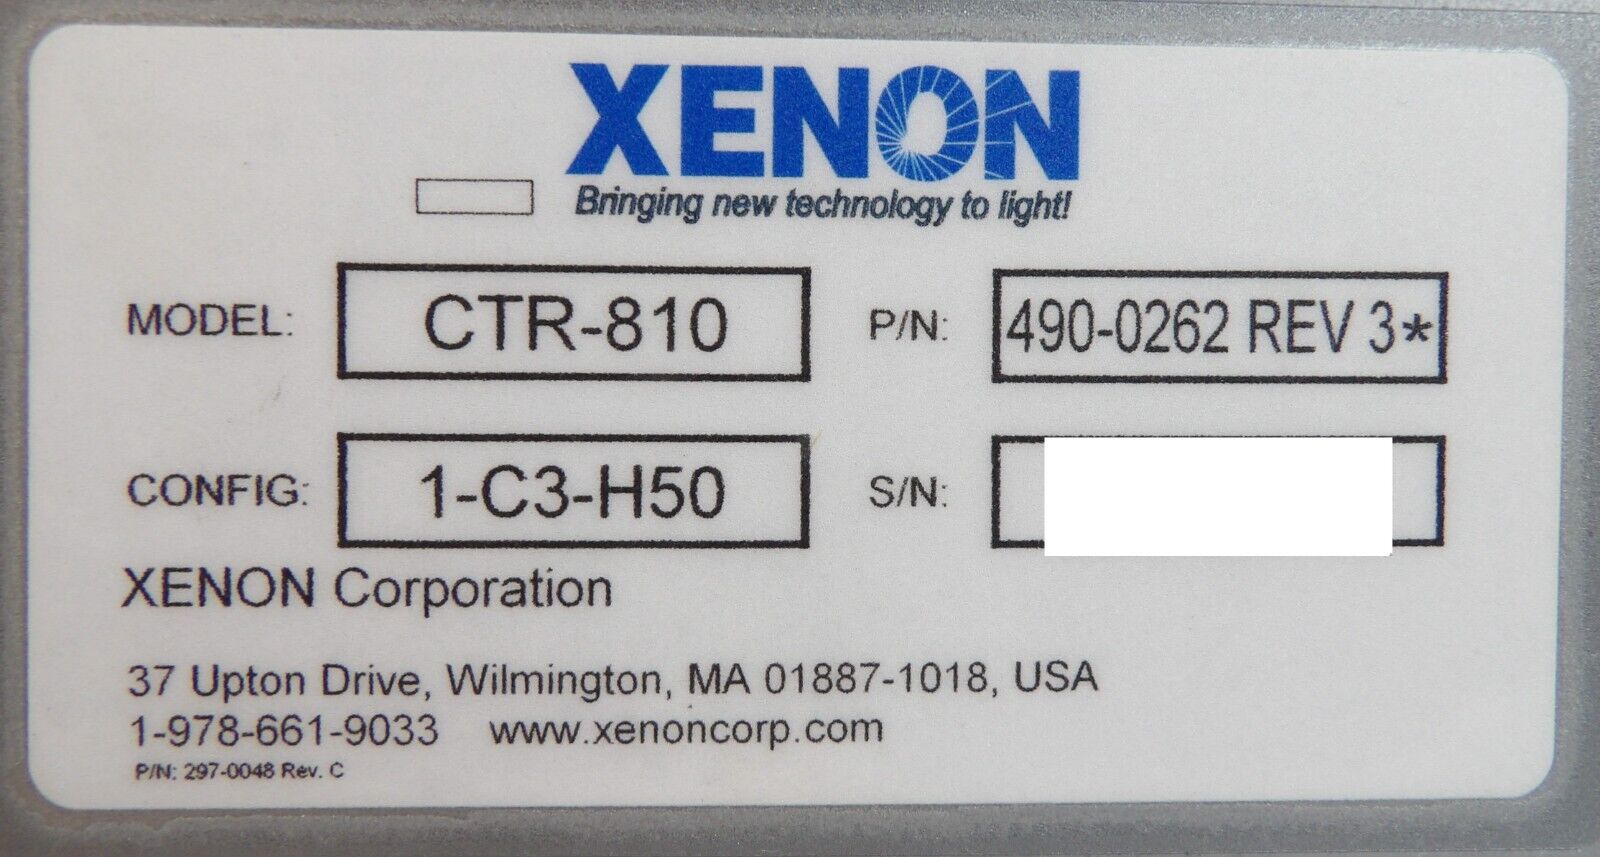 XENON
Bringing new technology to light!
MODEL: CTR-810 P/N: 490-0262 REV 3*
CONFIG: 1-C3-H50 S/N:
XENON Corporation
37 Upton Drive, Wilmington, MA 01887-1018, USA
1-978-661-9033 www.xenoncorp.com
P/N: 297-0048 Rev. C